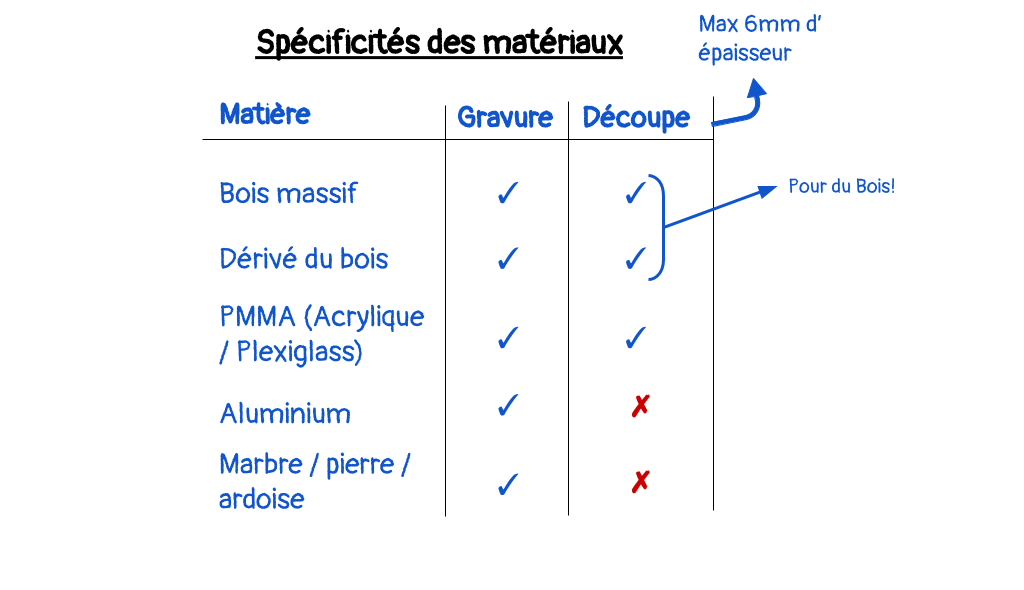 Spécificités des matériaux
Max 6mm d'
épaisseur
Matière Gravure Découpe
Bois massif ✓ ✓
Pour du Bois!
Dérivé du bois ✓ ✓
PMMA (Acrylique
/ Plexiglass) ✓ ✓
Aluminium ✓ ✗
Marbre / pierre /
ardoise ✓ ✗